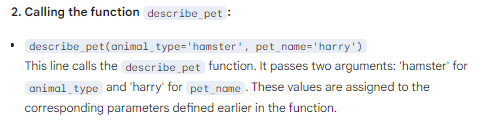 2. Calling the function describe_pet:
• describe_pet(animal_type='hamster', pet_name='harry')
This line calls the describe_pet function. It passes two arguments: 'hamster' for
animal_type and 'harry' for pet_name. These values are assigned to the
corresponding parameters defined earlier in the function.